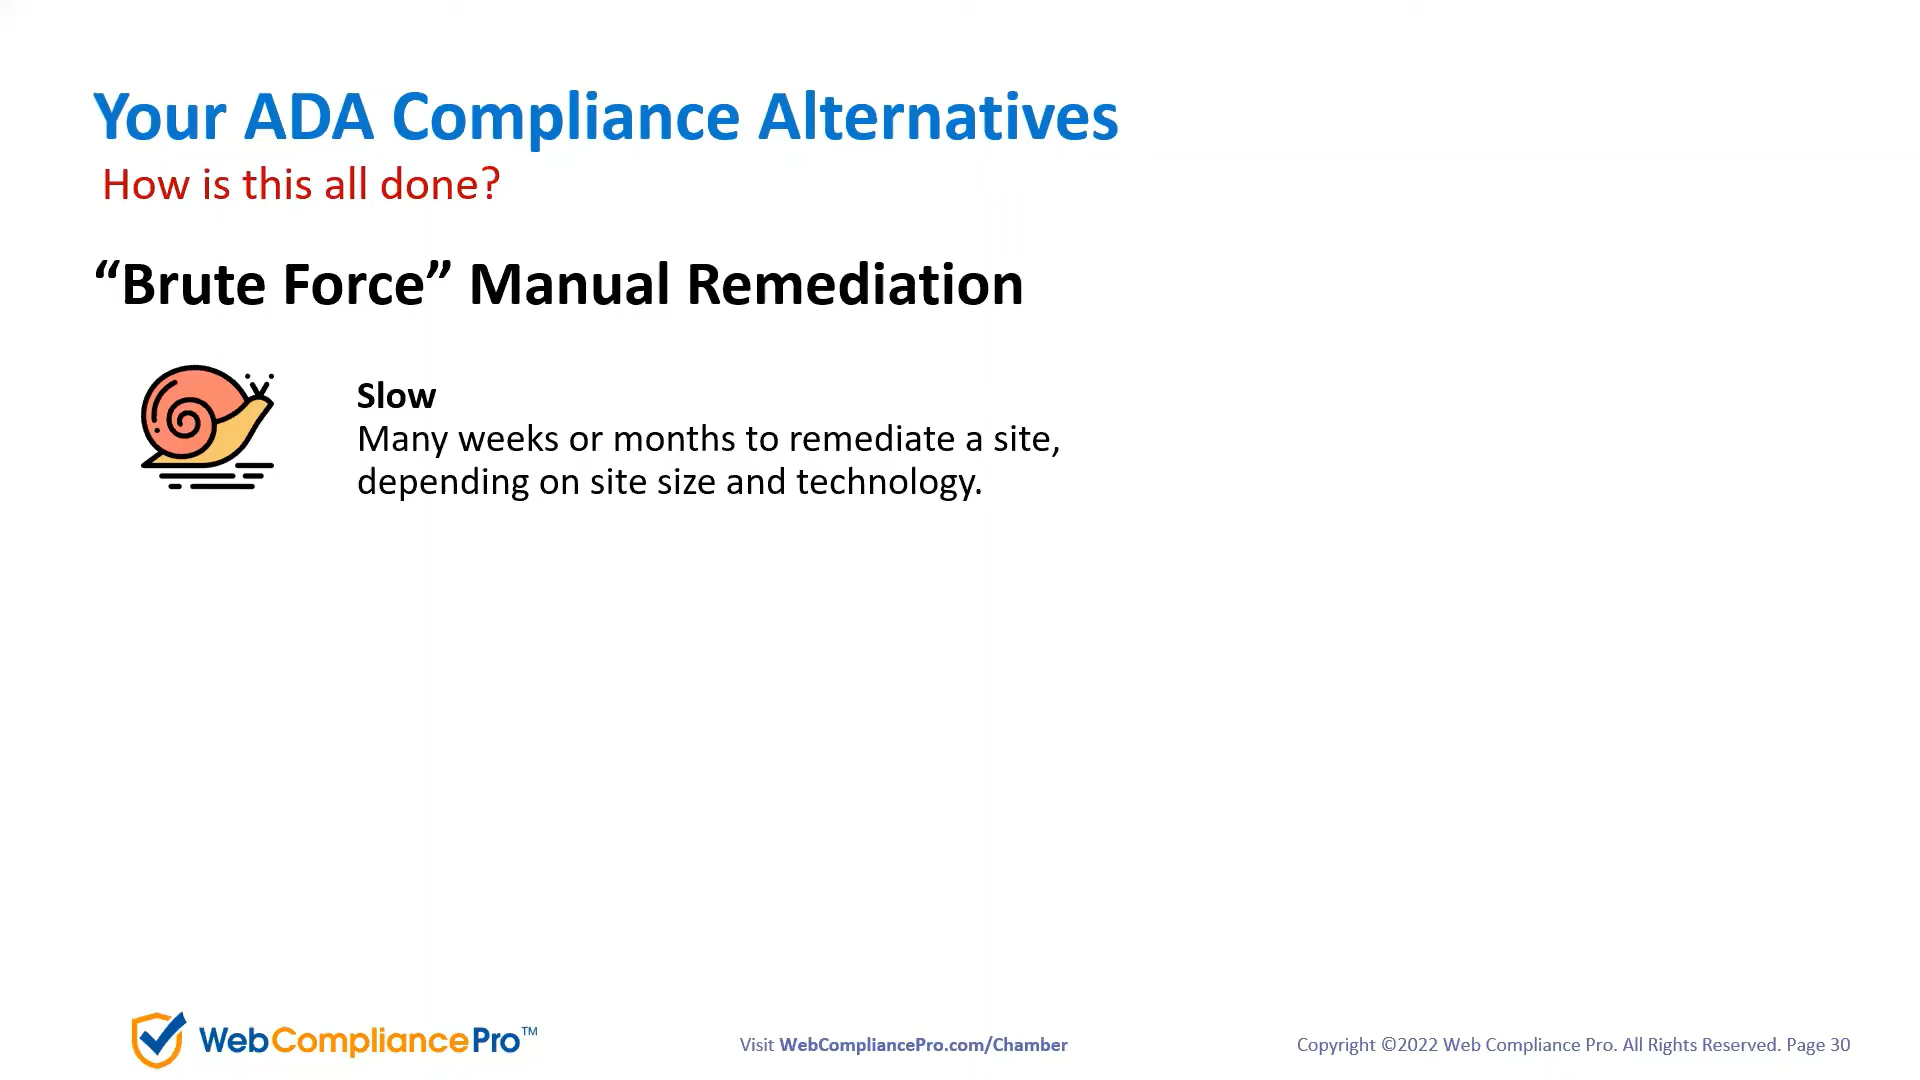 Your ADA Compliance Alternatives
How is this all done?
“Brute Force” Manual Remediation
Slow
Many weeks or months to remediate a site,
depending on site size and technology.
WebCompliancePro™
Visit WebCompliancePro.com/Chamber
Copyright ©2022 Web Compliance Pro. All Rights Reserved. Page 30